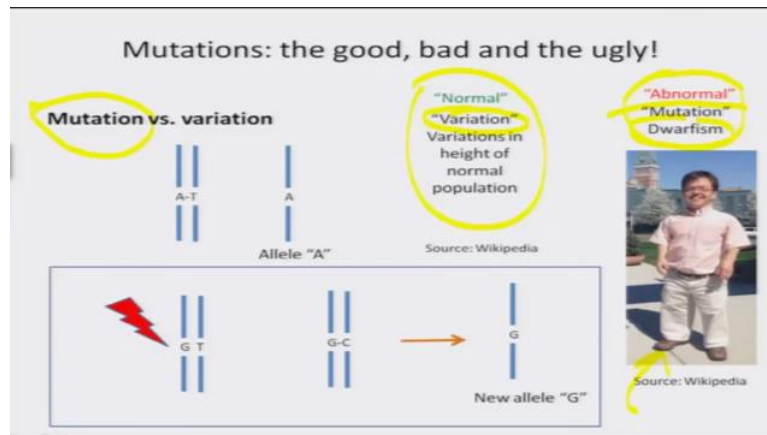 Mutations: the good, bad and the ugly!
Mutation vs. variation
"Normal"
"Variation"
Variations in
height of
normal
population
Source: Wikipedia
"Abnormal"
"Mutation"
Dwarfism
Source: Wikipedia
A-T
A
Allele "A"
G T
G-C
G
New allele "G"